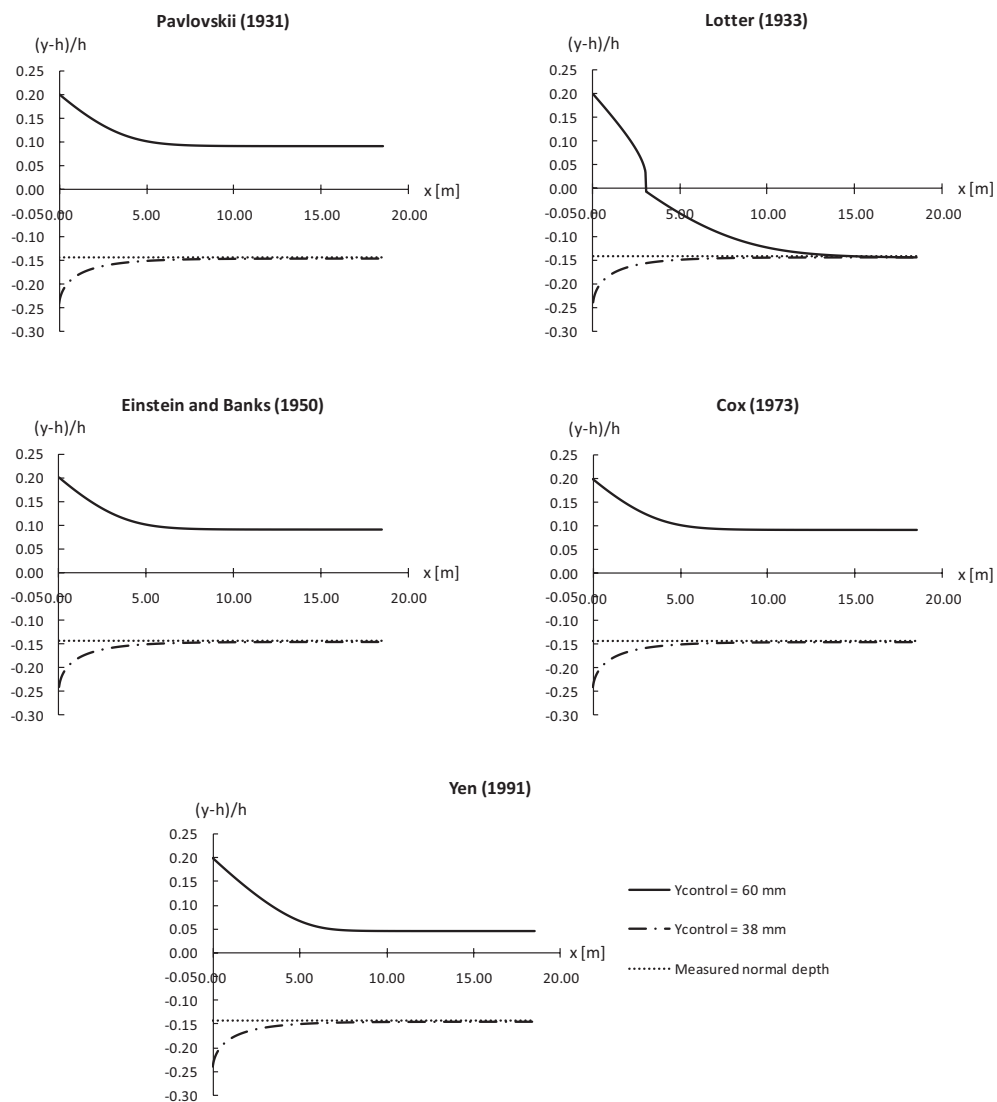 Pavlovskii (1931)
(y-h)/h
0.25
0.20
0.15
0.10
0.05
0.00
-0.05
-0.10
-0.15
-0.20
-0.25
-0.30
0.00 5.00 10.00 15.00 20.00
x [m]
Lotter (1933)
(y-h)/h
0.25
0.20
0.15
0.10
0.05
0.00
-0.05
-0.10
-0.15
-0.20
-0.25
-0.30
0.00 5.00 10.00 15.00 20.00
x [m]
Einstein and Banks (1950)
(y-h)/h
0.25
0.20
0.15
0.10
0.05
0.00
-0.05
-0.10
-0.15
-0.20
-0.25
-0.30
0.00 5.00 10.00 15.00 20.00
x [m]
Cox (1973)
(y-h)/h
0.25
0.20
0.15
0.10
0.05
0.00
-0.05
-0.10
-0.15
-0.20
-0.25
-0.30
0.00 5.00 10.00 15.00 20.00
x [m]
Yen (1991)
(y-h)/h
0.25
0.20
0.15
0.10
0.05
0.00
-0.05
-0.10
-0.15
-0.20
-0.25
-0.30
0.00 5.00 10.00 15.00 20.00
x [m]
Ycontrol = 60 mm
Ycontrol = 38 mm
Measured normal depth